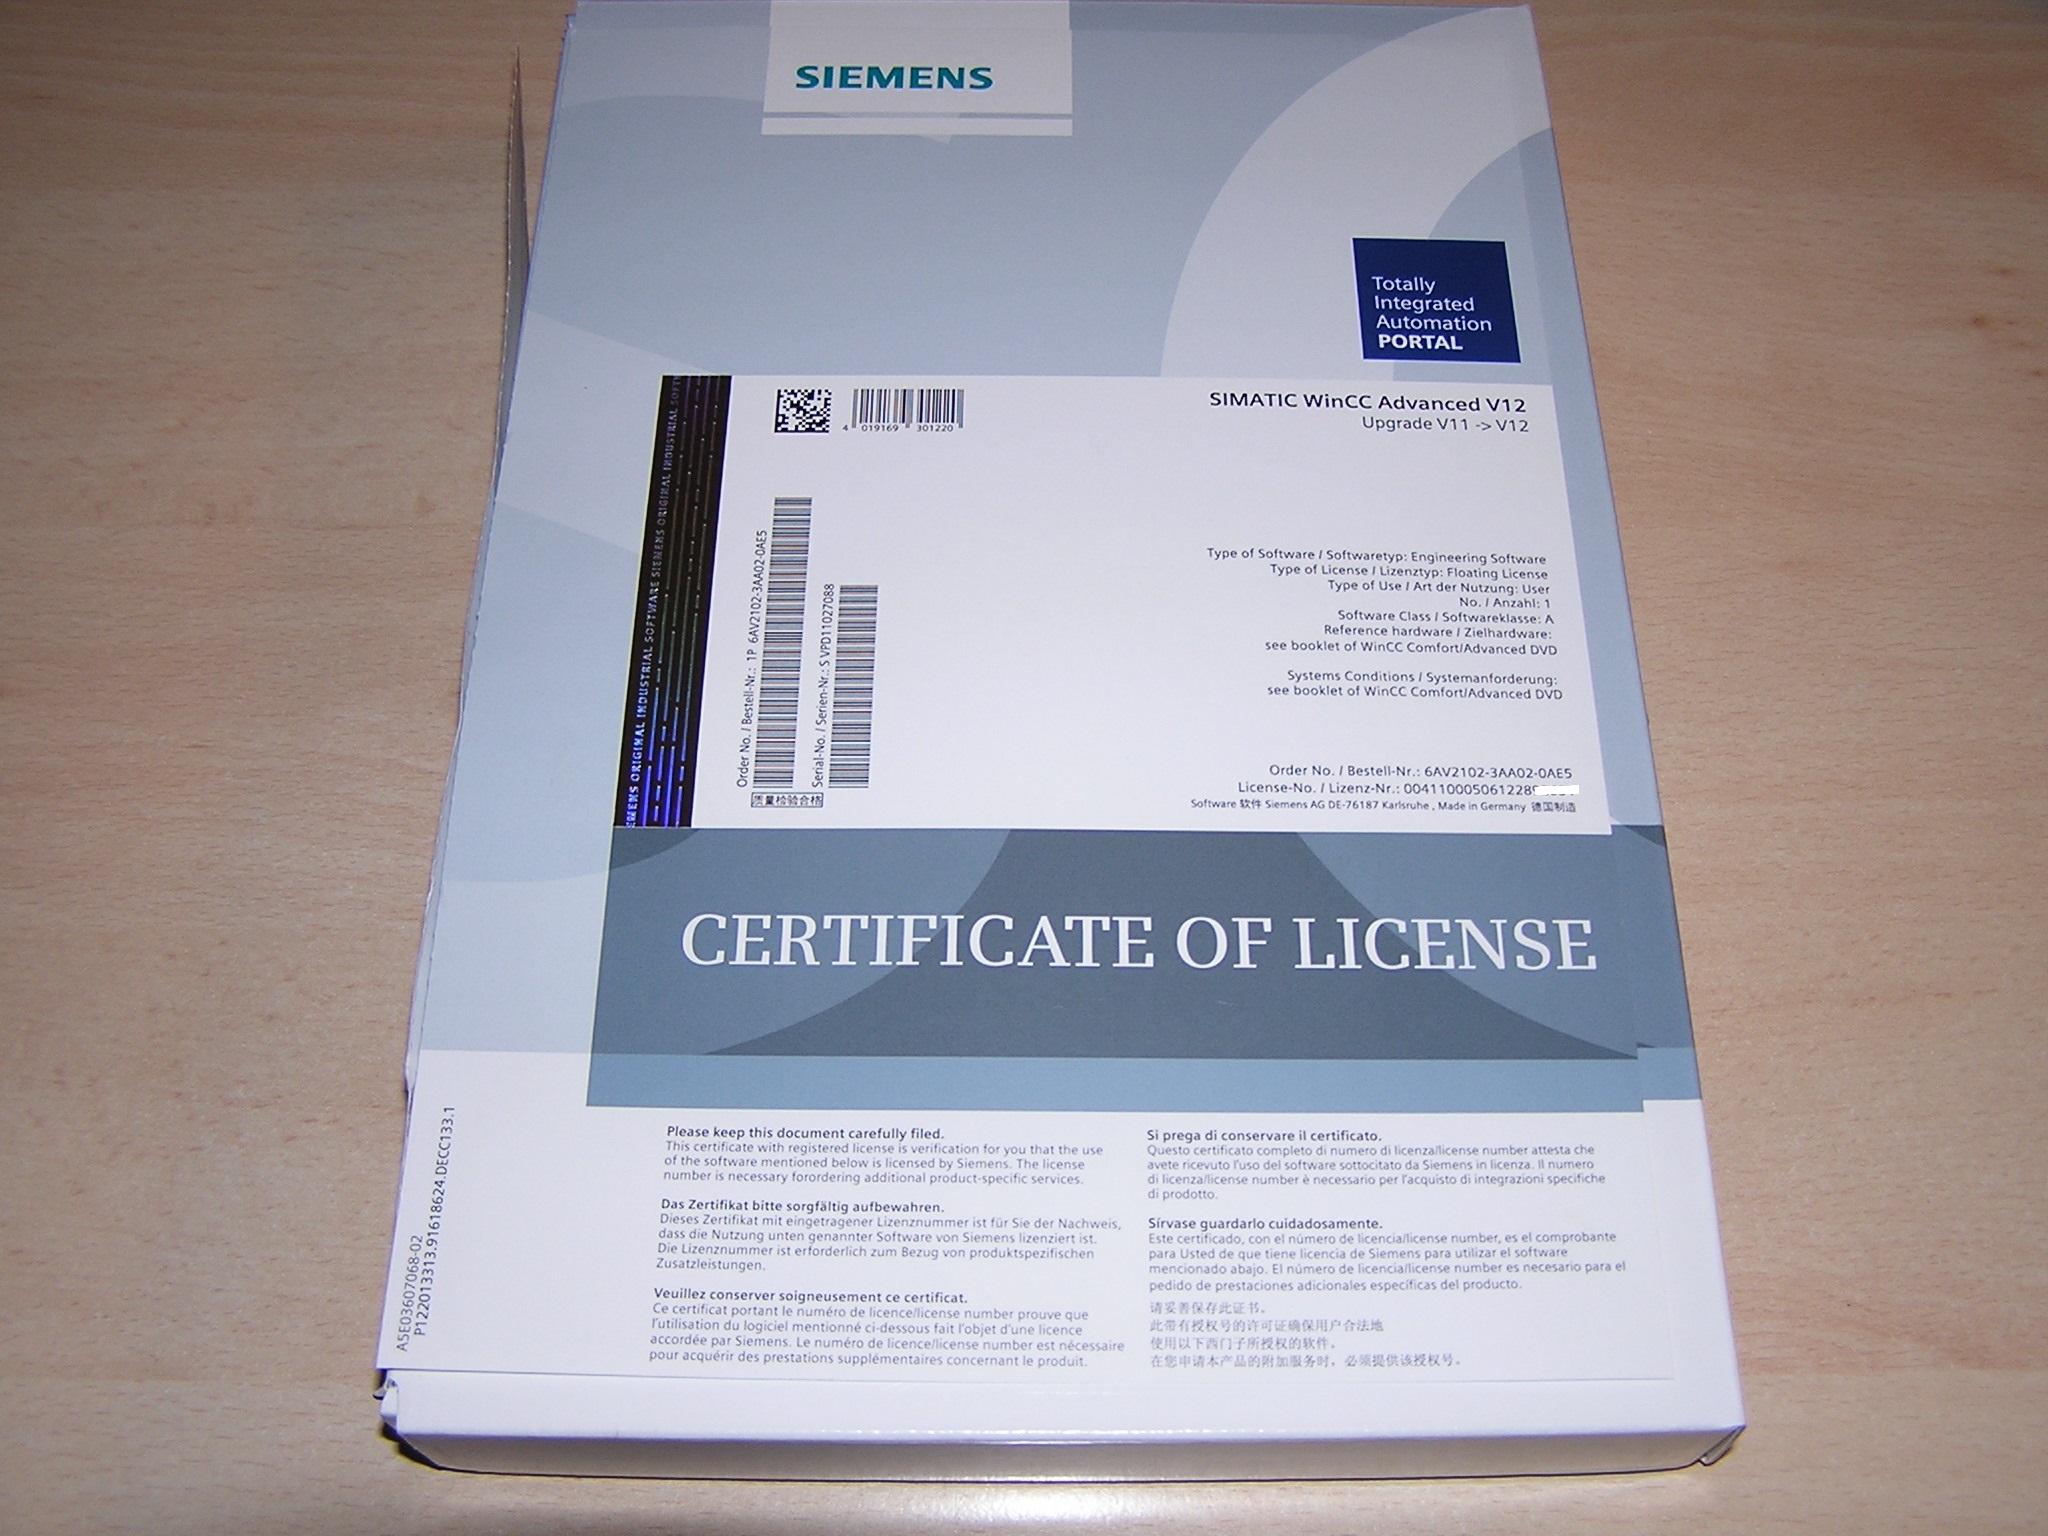 SIEMENS
Totally
Integrated
Automation
PORTAL
SIEMENS ORIGINAL INDUSTRIAL SOFTWARE SIEMENS ORIGINAL INDUSTRIAL
4 019169 301220
SIMATIC WinCC Advanced V12
Upgrade V11 -> V12
Order No. / Bestell-Nr.: 1P 6AV2102-3AA02-0AE5
Serial-No. / Serien-Nr.: S VPD11027088
质量检验合格
Type of Software / Softwaretyp: Engineering Software
Type of License / Lizenztyp: Floating License
Type of Use / Art der Nutzung: User
No. / Anzahl: 1
Software Class / Softwareklasse: A
Reference hardware / Zielhardware:
see booklet of WinCC Comfort/Advanced DVD
Systems Conditions / Systemanforderung:
see booklet of WinCC Comfort/Advanced DVD
Order No. / Bestell-Nr.: 6AV2102-3AA02-0AE5
License-No. / Lizenz-Nr.: 00411000506122
Software 软件 Siemens AG DE-76187 Karlsruhe , Made in Germany 德国制造
CERTIFICATE OF LICENSE
Please keep this document carefully filed.
This certificate with registered license is verification for you that the use
of the software mentioned below is licensed by Siemens. The license
number is necessary forordering additional product-specific services.
Das Zertifikat bitte sorgfältig aufbewahren.
Dieses Zertifikat mit eingetragener Lizenznummer ist für Sie der Nachweis,
dass die Nutzung unten genannter Software von Siemens lizenziert ist.
Die Lizenznummer ist erforderlich zum Bezug von produktspezifischen
Zusatzleistungen.
Veuillez conserver soigneusement ce certificat.
Ce certificat portant le numéro de licence/license number prouve que
l'utilisation du logiciel mentionné ci-dessous fait l'objet d'une licence
accordée par Siemens. Le numéro de licence/license number est nécessaire
pour acquérir des prestations supplémentaires concernant le produit.
Si prega di conservare il certificato.
Questo certificato completo di numero di licenza/license number attesta che
avete ricevuto l'uso del software sottocitato da Siemens in licenza. Il numero
di licenza/license number è necessario per l'acquisto di integrazioni specifiche
di prodotto.
Sírvase guardarlo cuidadosamente.
Este certificado, con el número de licencia/license number, es el comprobante
para Usted de que tiene licencia de Siemens para utilizar el software
mencionado abajo. El número de licencia/license number es necesario para el
pedido de prestaciones adicionales específicas del producto.
请妥善保存此证书。
此带有授权号的许可证确保用户合法地
使用以下西门子所授权的软件。
在您申请本产品的附加服务时，必须提供该授权号。
A5E03607068-02
P1220133313.91618624.DECC133.1